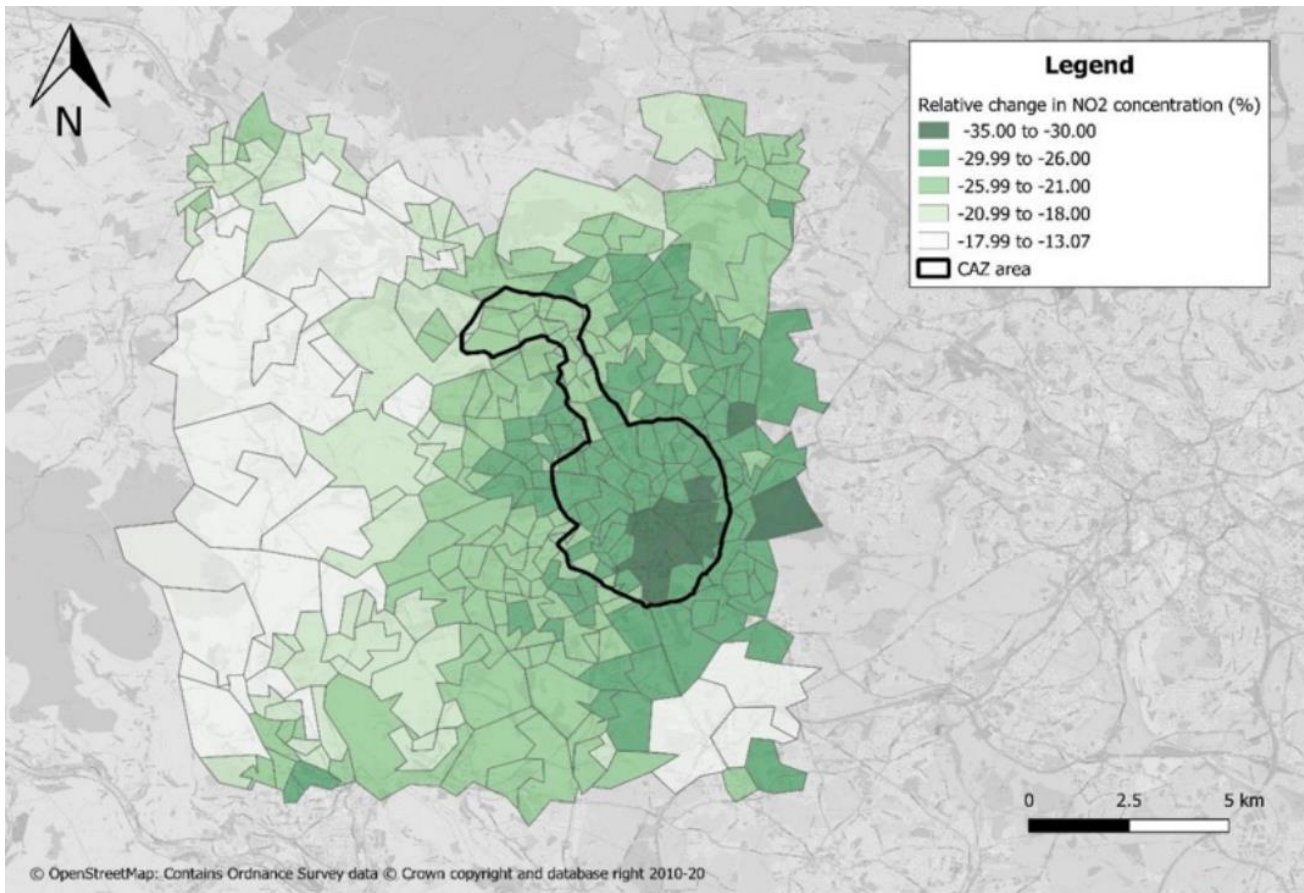 N
Legend
Relative change in NO2 concentration (%)
-35.00 to -30.00
-29.99 to -26.00
-25.99 to -21.00
-20.99 to -18.00
-17.99 to -13.07
CAZ area
0 2.5 5 km
© OpenStreetMap: Contains Ordnance Survey data © Crown copyright and database right 2010-20